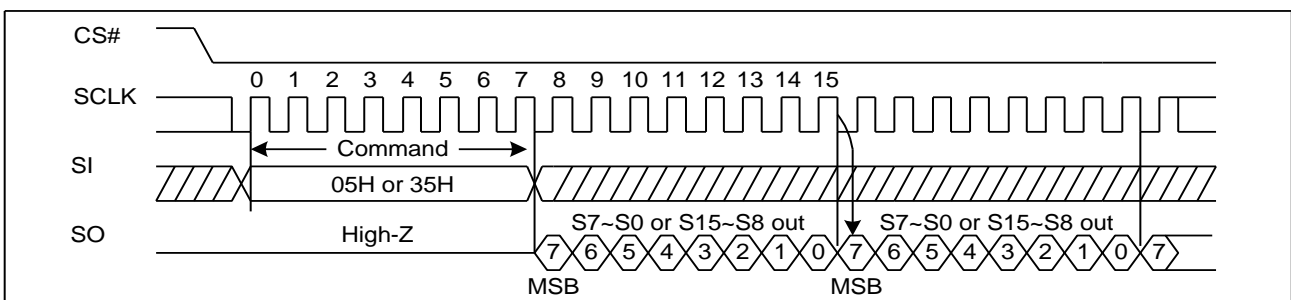 CS#
0 1 2 3 4 5 6 7 8 9 10 11 12 13 14 15
SCLK
Command
SI
05H or 35H
S7~S0 or S15~S8 out S7~S0 or S15~S8 out
SO High-Z
7 6 5 4 3 2 1 0 7 6 5 4 3 2 1 0 7
MSB MSB